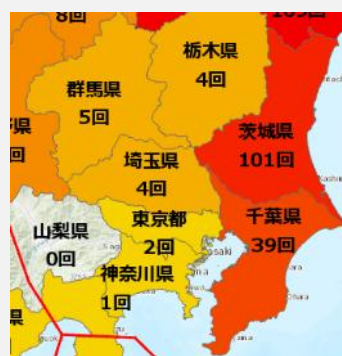 8回
栃木県
4回
群馬県
5回
茨城県
101回
埼玉県
4回
東京都
2回
千葉県
39回
山梨県
0回
神奈川県
1回